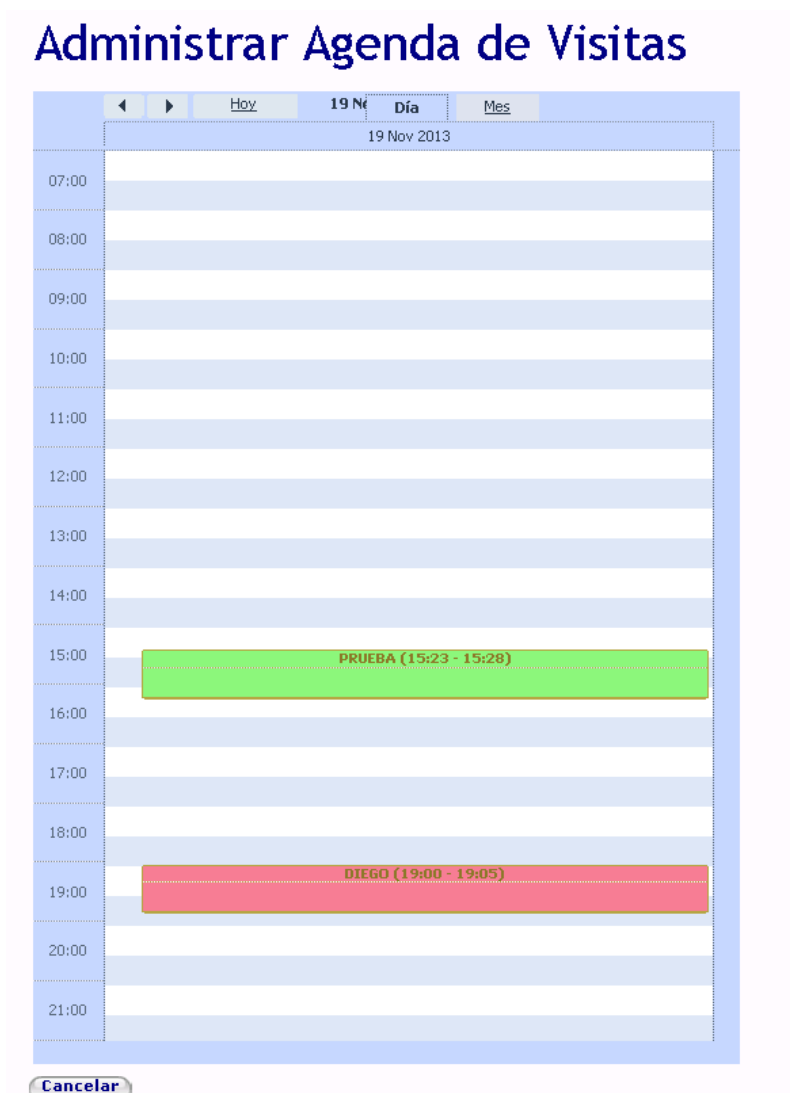 Administrar Agenda de Visitas
Hoy 19 No Día Mes
19 Nov 2013
07:00
08:00
09:00
10:00
11:00
12:00
13:00
14:00
15:00
PRUEBA (15:23 - 15:28)
16:00
17:00
18:00
DIEGO (19:00 - 19:05)
19:00
20:00
21:00
Cancelar